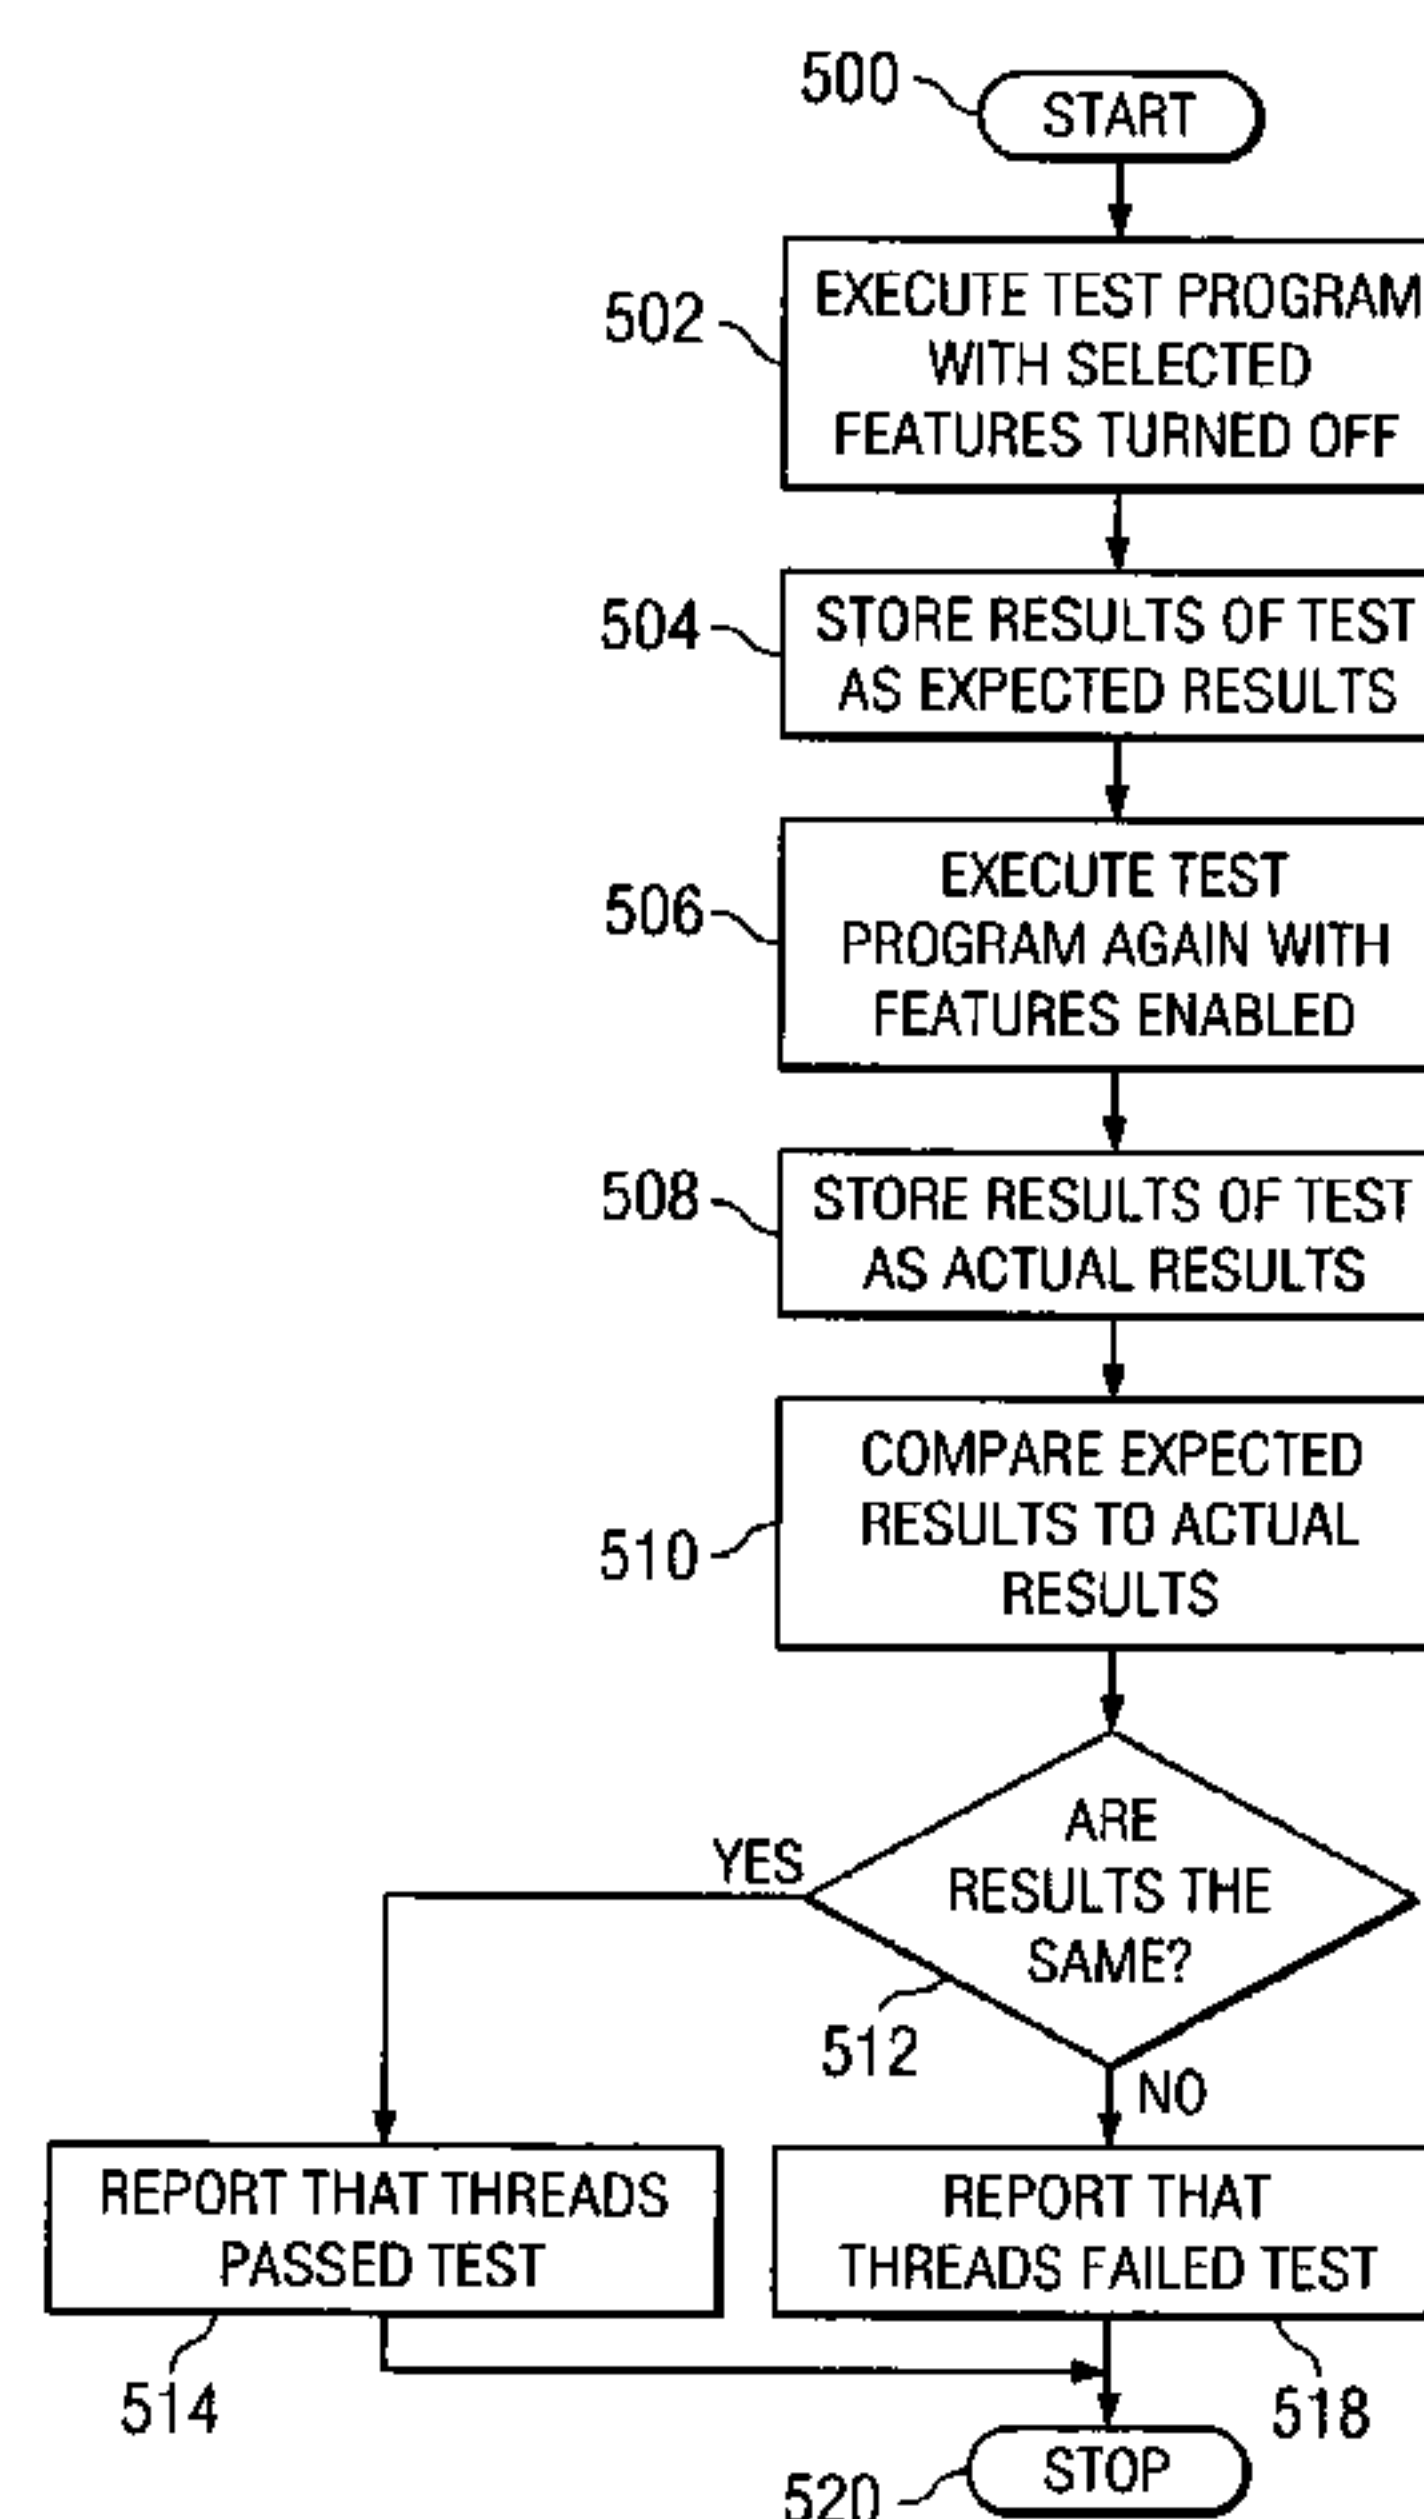 500
START
502
EXECUTE TEST PROGRAM
WITH SELECTED
FEATURES TURNED OFF
504
STORE RESULTS OF TEST
AS EXPECTED RESULTS
506
EXECUTE TEST
PROGRAM AGAIN WITH
FEATURES ENABLED
508
STORE RESULTS OF TEST
AS ACTUAL RESULTS
510
COMPARE EXPECTED
RESULTS TO ACTUAL
RESULTS
ARE
RESULTS THE
SAME?
YES
512
NO
REPORT THAT THREADS
PASSED TEST
REPORT THAT
THREADS FAILED TEST
514
518
STOP
520